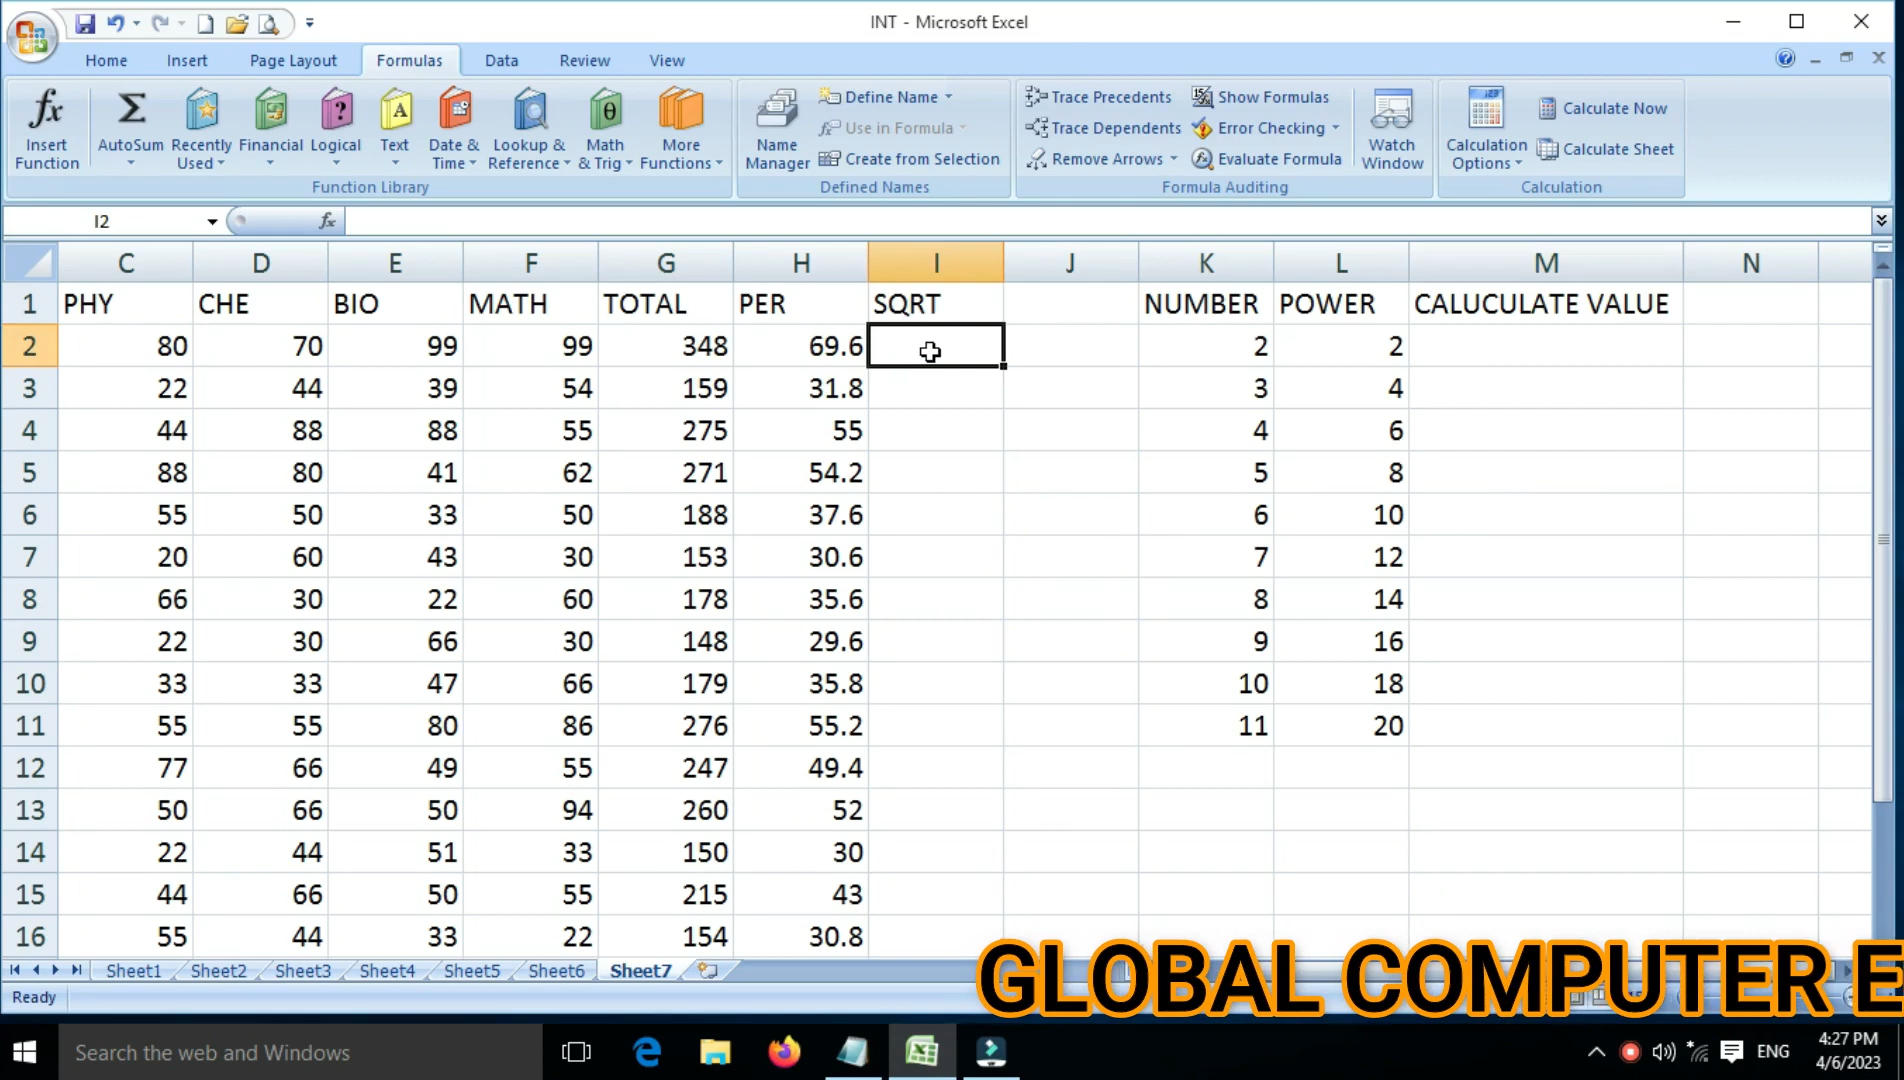 INT - Microsoft Excel
Home Insert Page Layout Formulas Data Review View
Insert Function
AutoSum
Recently Used
Financial
Logical
Text
Date & Time
Lookup & Reference
Math & Trig
More Functions
Function Library
Name Manager
Define Name
Use in Formula
Create from Selection
Defined Names
Trace Precedents
Trace Dependents
Remove Arrows
Show Formulas
Error Checking
Evaluate Formula
Formula Auditing
Watch Window
Calculation Options
Calculate Now
Calculate Sheet
Calculation
I2 fx
C D E F G H I J K L M N
1 PHY CHE BIO MATH TOTAL PER SQRT NUMBER POWER CALUCULATE VALUE
2 80 70 99 99 348 69.6 2 2
3 22 44 39 54 159 31.8 3 4
4 44 88 88 55 275 55 4 6
5 88 80 41 62 271 54.2 5 8
6 55 50 33 50 188 37.6 6 10
7 20 60 43 30 153 30.6 7 12
8 66 30 22 60 178 35.6 8 14
9 22 30 66 30 148 29.6 9 16
10 33 33 47 66 179 35.8 10 18
11 55 55 80 86 276 55.2 11 20
12 77 66 49 55 247 49.4
13 50 66 50 94 260 52
14 22 44 51 33 150 30
15 44 66 50 55 215 43
16 55 44 33 22 154 30.8
Sheet1 Sheet2 Sheet3 Sheet4 Sheet5 Sheet6 Sheet7
GLOBAL COMPUTER E
Ready
Search the web and Windows
ENG
4:27 PM
4/6/2023